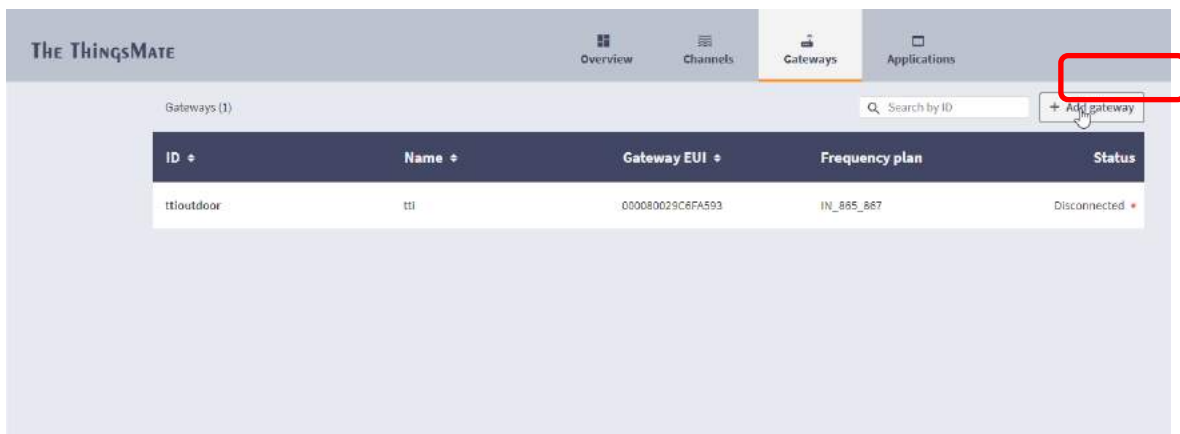 The ThingsMate
Overview Channels Gateways Applications
Gateways (1) Search by ID + Add gateway
ID Name Gateway EUI Frequency plan Status
ttioutdoor tti 000080029C6FA593 IN_865_867 Disconnected